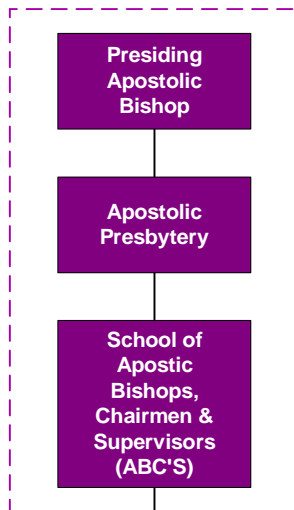 Presiding
Apostolic
Bishop
Apostolic
Presbytery
School of
Apostic
Bishops,
Chairmen &
Supervisors
(ABC'S)